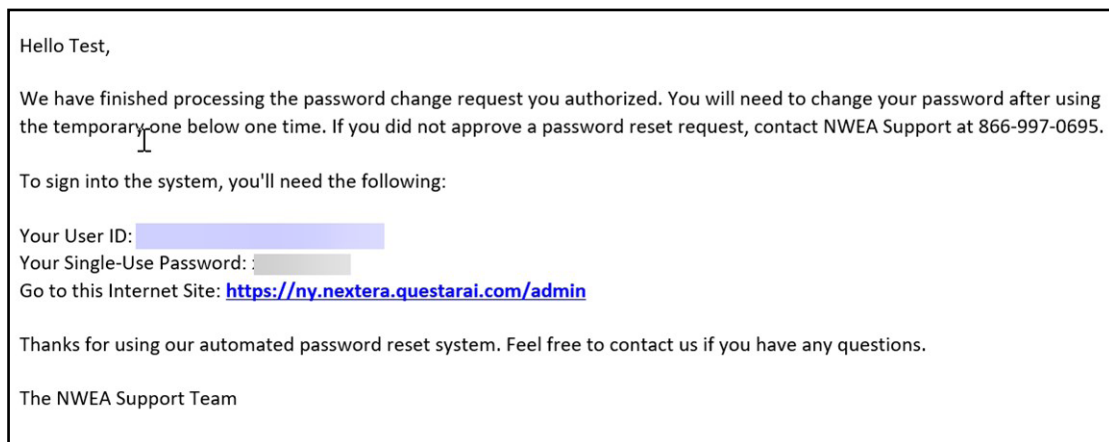 Hello Test,
We have finished processing the password change request you authorized. You will need to change your password after using
the temporary one below one time. If you did not approve a password reset request, contact NWEA Support at 866-997-0695.
To sign into the system, you'll need the following:
Your User ID:
Your Single-Use Password:
Go to this Internet Site: https://ny.nextera.questarai.com/admin
Thanks for using our automated password reset system. Feel free to contact us if you have any questions.
The NWEA Support Team